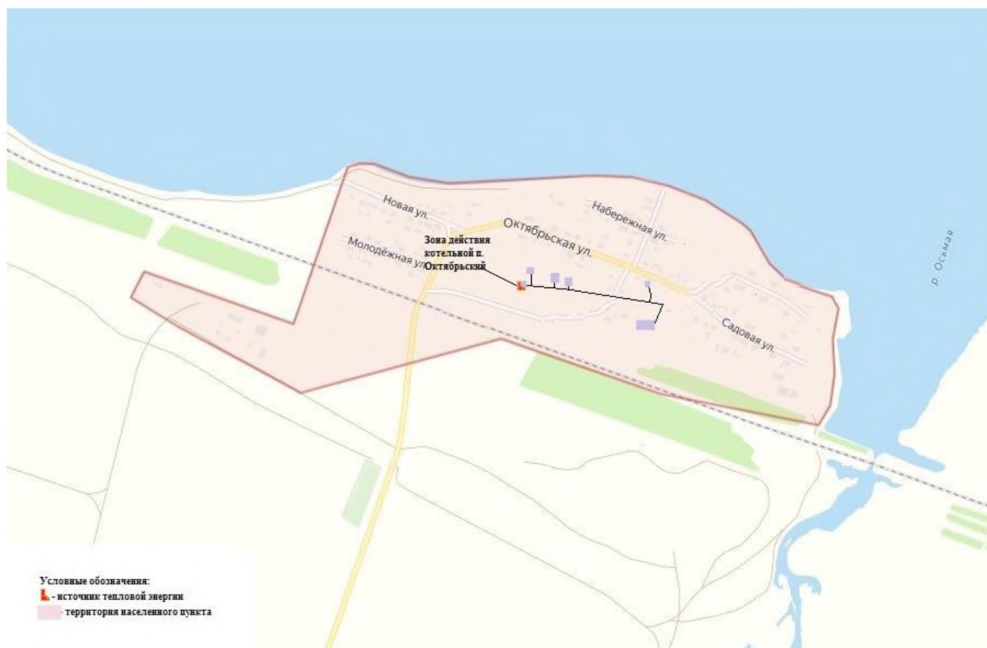 Новая ул.
Набережная ул.
Октябрьская ул.
Молодёжная ул.
Зона действия
котельной п.
Октябрьский
р. Осьмая
Садовая ул.
Условные обозначения:
- источник тепловой энергии
- территория населенного пункта